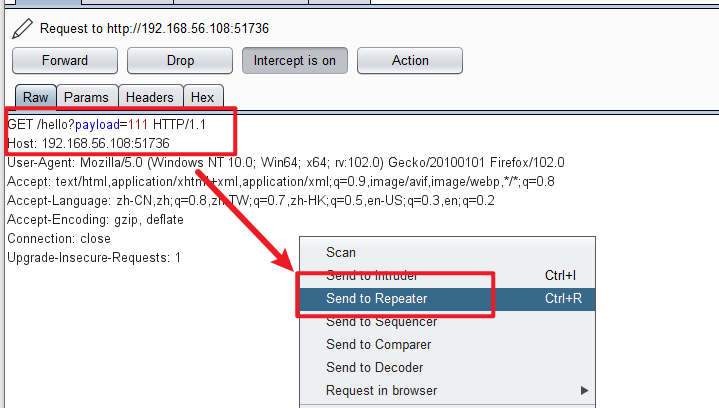 Request to http://192.168.56.108:51736
Forward Drop Intercept is on Action
Raw Params Headers Hex
GET /hello?payload=111 HTTP/1.1
Host: 192.168.56.108:51736
User-Agent: Mozilla/5.0 (Windows NT 10.0; Win64; x64; rv:102.0) Gecko/20100101 Firefox/102.0
Accept: text/html,application/xhtml+xml,application/xml;q=0.9,image/avif,image/webp,*/*;q=0.8
Accept-Language: zh-CN,zh;q=0.8,zh-TW;q=0.7,zh-HK;q=0.5,en-US;q=0.3,en;q=0.2
Accept-Encoding: gzip, deflate
Connection: close
Upgrade-Insecure-Requests: 1
Scan
Send to Intruder Ctrl+I
Send to Repeater Ctrl+R
Send to Sequencer
Send to Comparer
Send to Decoder
Request in browser